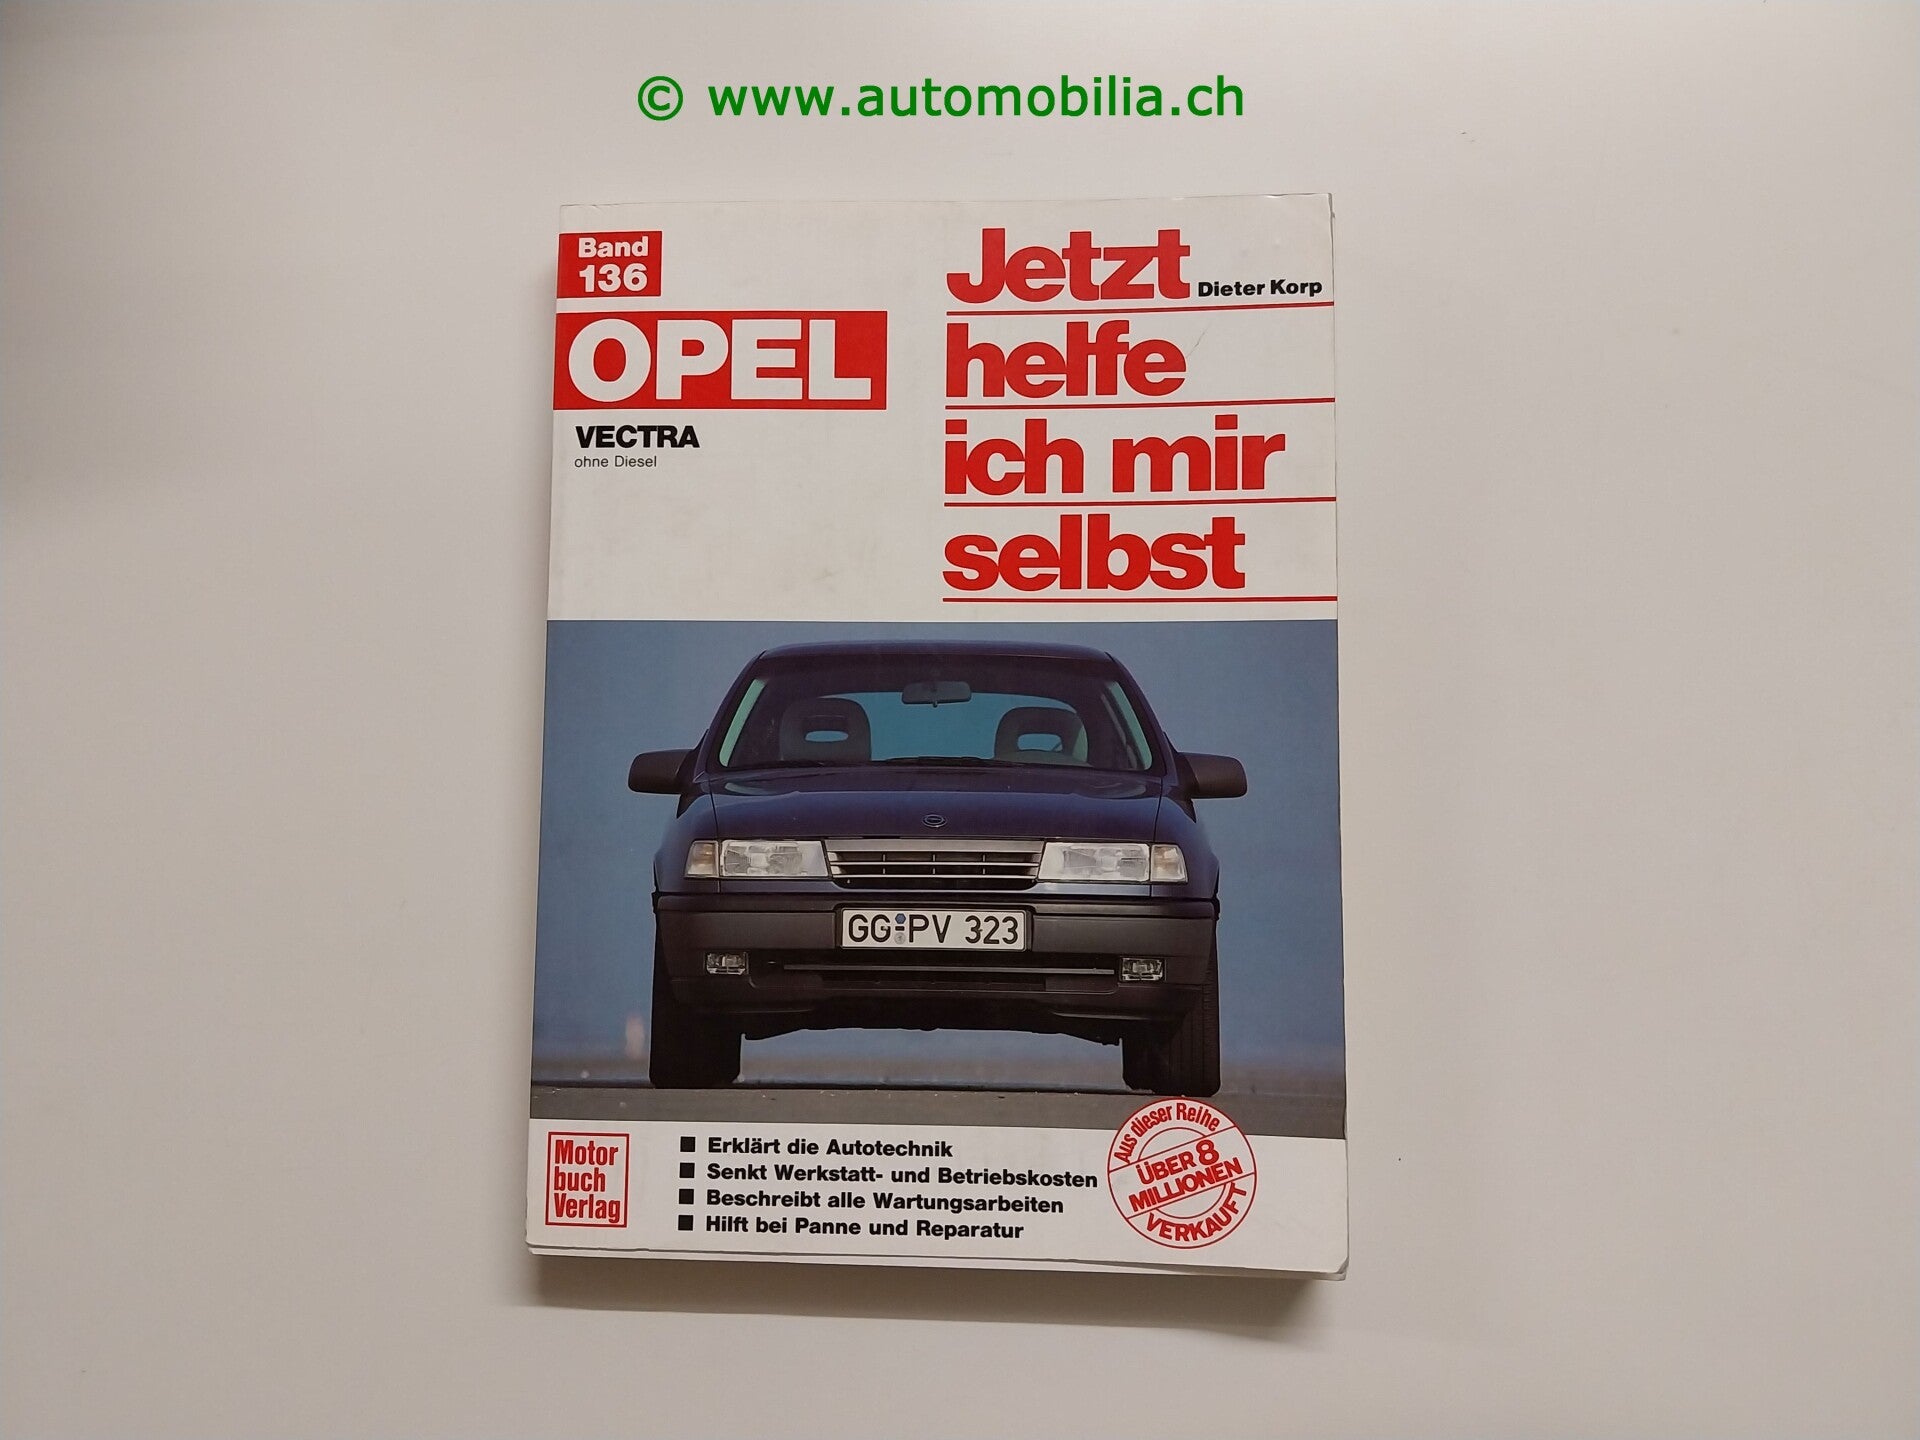 © www.automobilia.ch
Band
136
OPEL
VECTRA
ohne Diesel
Jetzt
Dieter Korp
helfe
ich mir
selbst
GG PV 323
Motor
buch
Verlag
■ Erklärt die Autotechnik
■ Senkt Werkstatt- und Betriebskosten
■ Beschreibt alle Wartungsarbeiten
■ Hilft bei Panne und Reparatur
Aus dieser Reihe
ÜBER 8
MILLIONEN
VERKAUFT